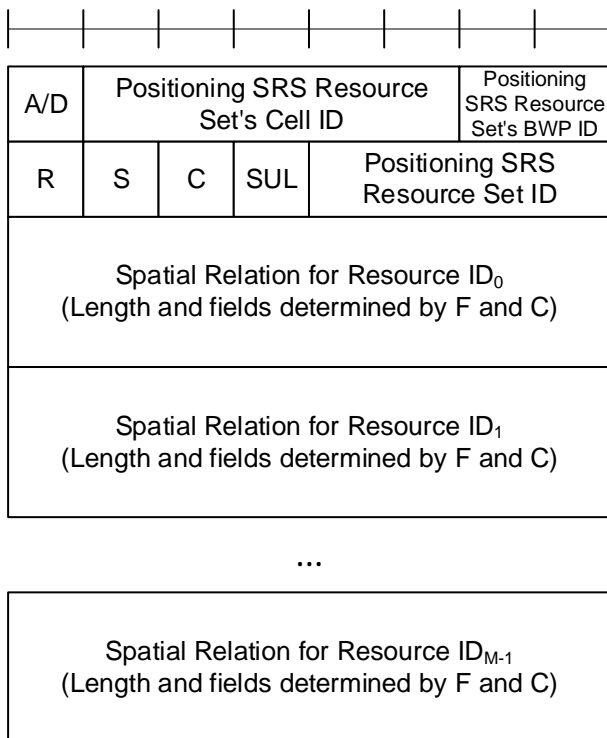 A/D
Positioning SRS Resource
Set's Cell ID
Positioning
SRS Resource
Set's BWP ID
R
S
C
SUL
Positioning SRS
Resource Set ID
Spatial Relation for Resource ID₀
(Length and fields determined by F and C)
Spatial Relation for Resource ID₁
(Length and fields determined by F and C)
...
Spatial Relation for Resource ID_M-1
(Length and fields determined by F and C)